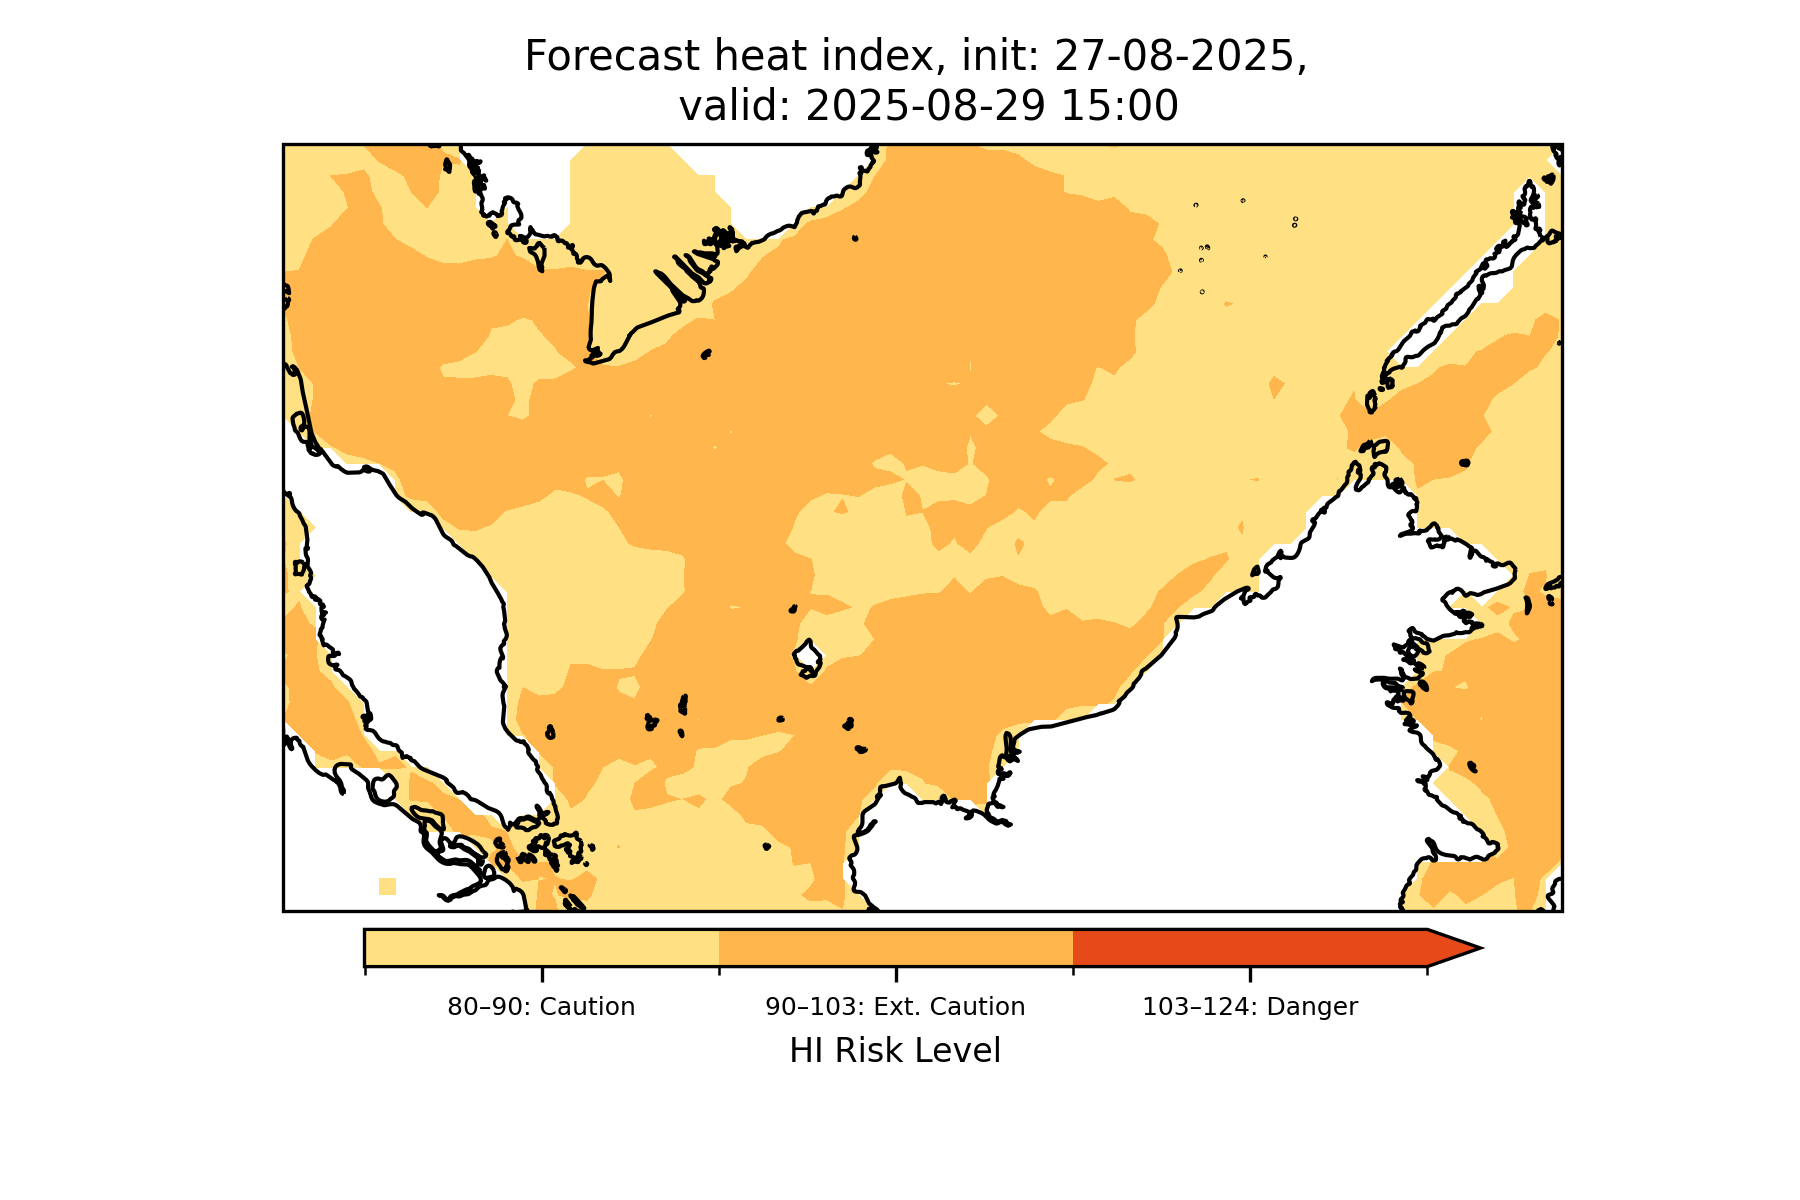 Forecast heat index, init: 27-08-2025,
valid: 2025-08-29 15:00
80–90: Caution
90–103: Ext. Caution
103–124: Danger
HI Risk Level